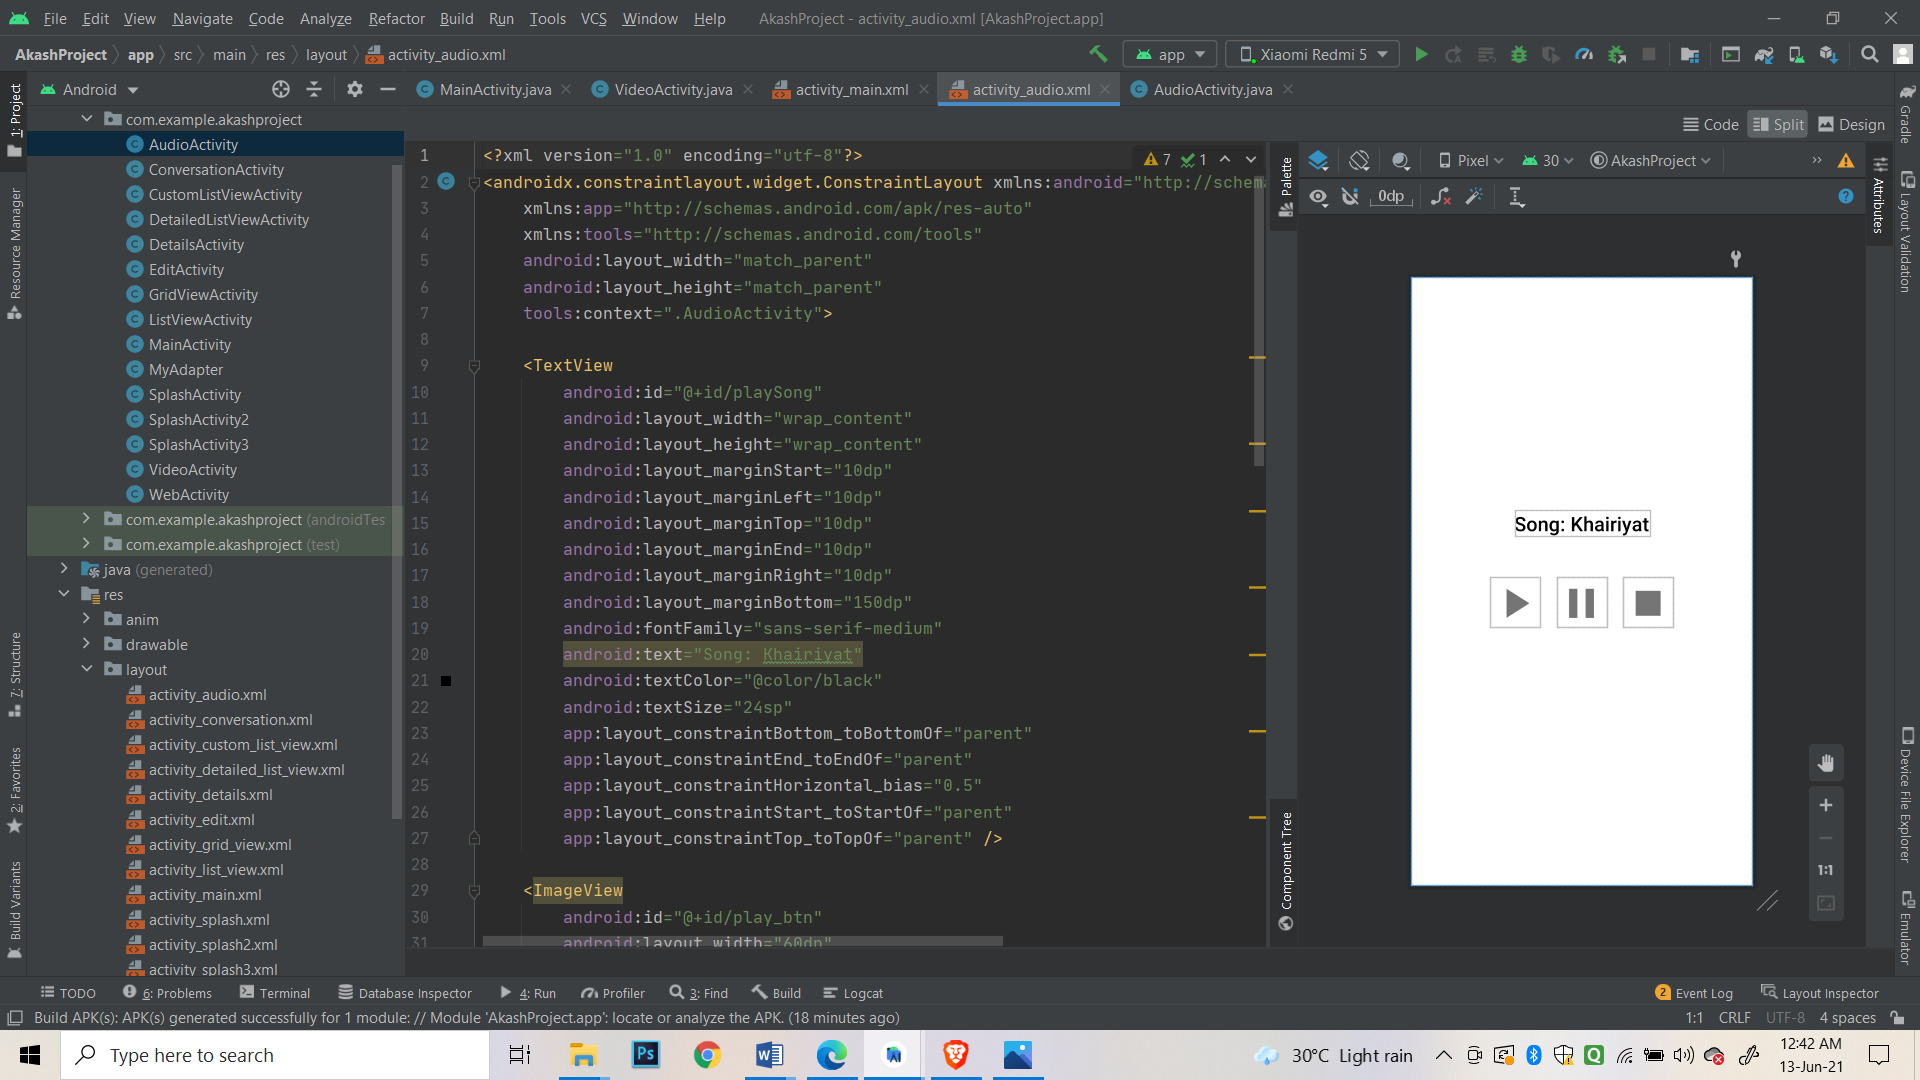 File Edit View Navigate Code Analyze Refactor Build Run Tools VCS Window Help AkashProject - activity_audio.xml [AkashProject.app]
AkashProject app src main res layout activity_audio.xml app Xiaomi Redmi 5
Android MainActivity.java VideoActivity.java activity_main.xml activity_audio.xml AudioActivity.java
Code Split Design
1: Project
Resource Manager
7: Structure
2: Favorites
Build Variants
com.example.akashproject
AudioActivity
ConversationActivity
CustomListViewActivity
DetailedListViewActivity
DetailsActivity
EditActivity
GridViewActivity
ListViewActivity
MainActivity
MyAdapter
SplashActivity
SplashActivity2
SplashActivity3
VideoActivity
WebActivity
com.example.akashproject (androidTes
com.example.akashproject (test)
java (generated)
res
anim
drawable
layout
activity_audio.xml
activity_conversation.xml
activity_custom_list_view.xml
activity_detailed_list_view.xml
activity_details.xml
activity_edit.xml
activity_grid_view.xml
activity_list_view.xml
activity_main.xml
activity_splash.xml
activity_splash2.xml
activity_splash3.xml
7 1
1 <?xml version="1.0" encoding="utf-8"?>
2 <androidx.constraintlayout.widget.ConstraintLayout xmlns:android="http://schem
3 xmlns:app="http://schemas.android.com/apk/res-auto"
4 xmlns:tools="http://schemas.android.com/tools"
5 android:layout_width="match_parent"
6 android:layout_height="match_parent"
7 tools:context=".AudioActivity">
8
9 <TextView
10 android:id="@+id/playSong"
11 android:layout_width="wrap_content"
12 android:layout_height="wrap_content"
13 android:layout_marginStart="10dp"
14 android:layout_marginLeft="10dp"
15 android:layout_marginTop="10dp"
16 android:layout_marginEnd="10dp"
17 android:layout_marginRight="10dp"
18 android:layout_marginBottom="150dp"
19 android:fontFamily="sans-serif-medium"
20 android:text="Song: Khairiyat"
21 android:textColor="@color/black"
22 android:textSize="24sp"
23 app:layout_constraintBottom_toBottomOf="parent"
24 app:layout_constraintEnd_toEndOf="parent"
25 app:layout_constraintHorizontal_bias="0.5"
26 app:layout_constraintStart_toStartOf="parent"
27 app:layout_constraintTop_toTopOf="parent" />
28
29 <ImageView
30 android:id="@+id/play_btn"
31 android:layout_width="60dp"
Palette
Component Tree
Pixel 30 AkashProject
0dp
Song: Khairiyat
1:1
Attributes
Gradle
Layout Validation
Device File Explorer
Emulator
TODO 6: Problems Terminal Database Inspector 4: Run Profiler 3: Find Build Logcat 2 Event Log Layout Inspector
Build APK(s): APK(s) generated successfully for 1 module: // Module 'AkashProject.app': locate or analyze the APK. (18 minutes ago) 1:1 CRLF UTF-8 4 spaces
Type here to search Ps 30°C Light rain 12:42 AM
13-Jun-21